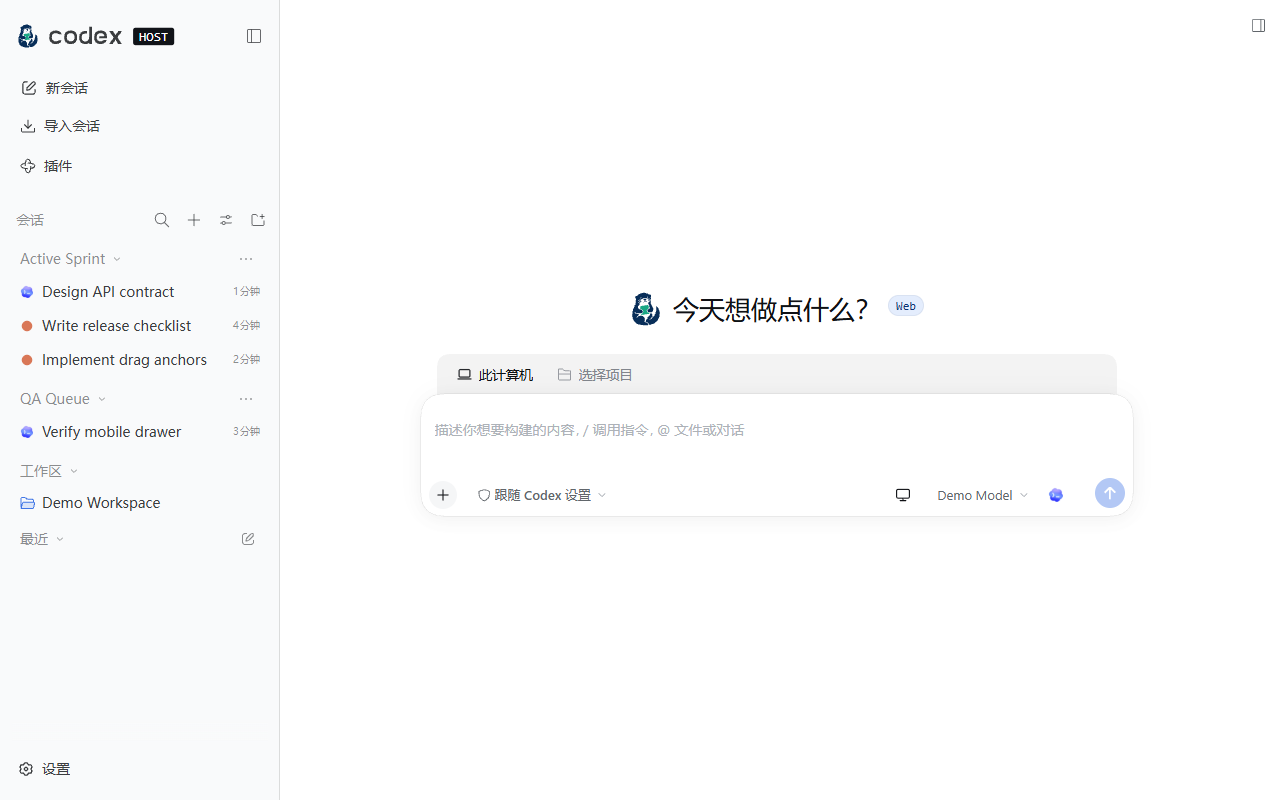 codex HOST
新会话
导入会话
插件
会话
Active Sprint
Design API contract 1分钟
Write release checklist 4分钟
Implement drag anchors 2分钟
QA Queue
Verify mobile drawer 3分钟
工作区
Demo Workspace
最近
设置
今天想做点什么? Web
此计算机 选择项目
描述你想要构建的内容, / 调用指令, @ 文件或对话
跟随 Codex 设置 Demo Model